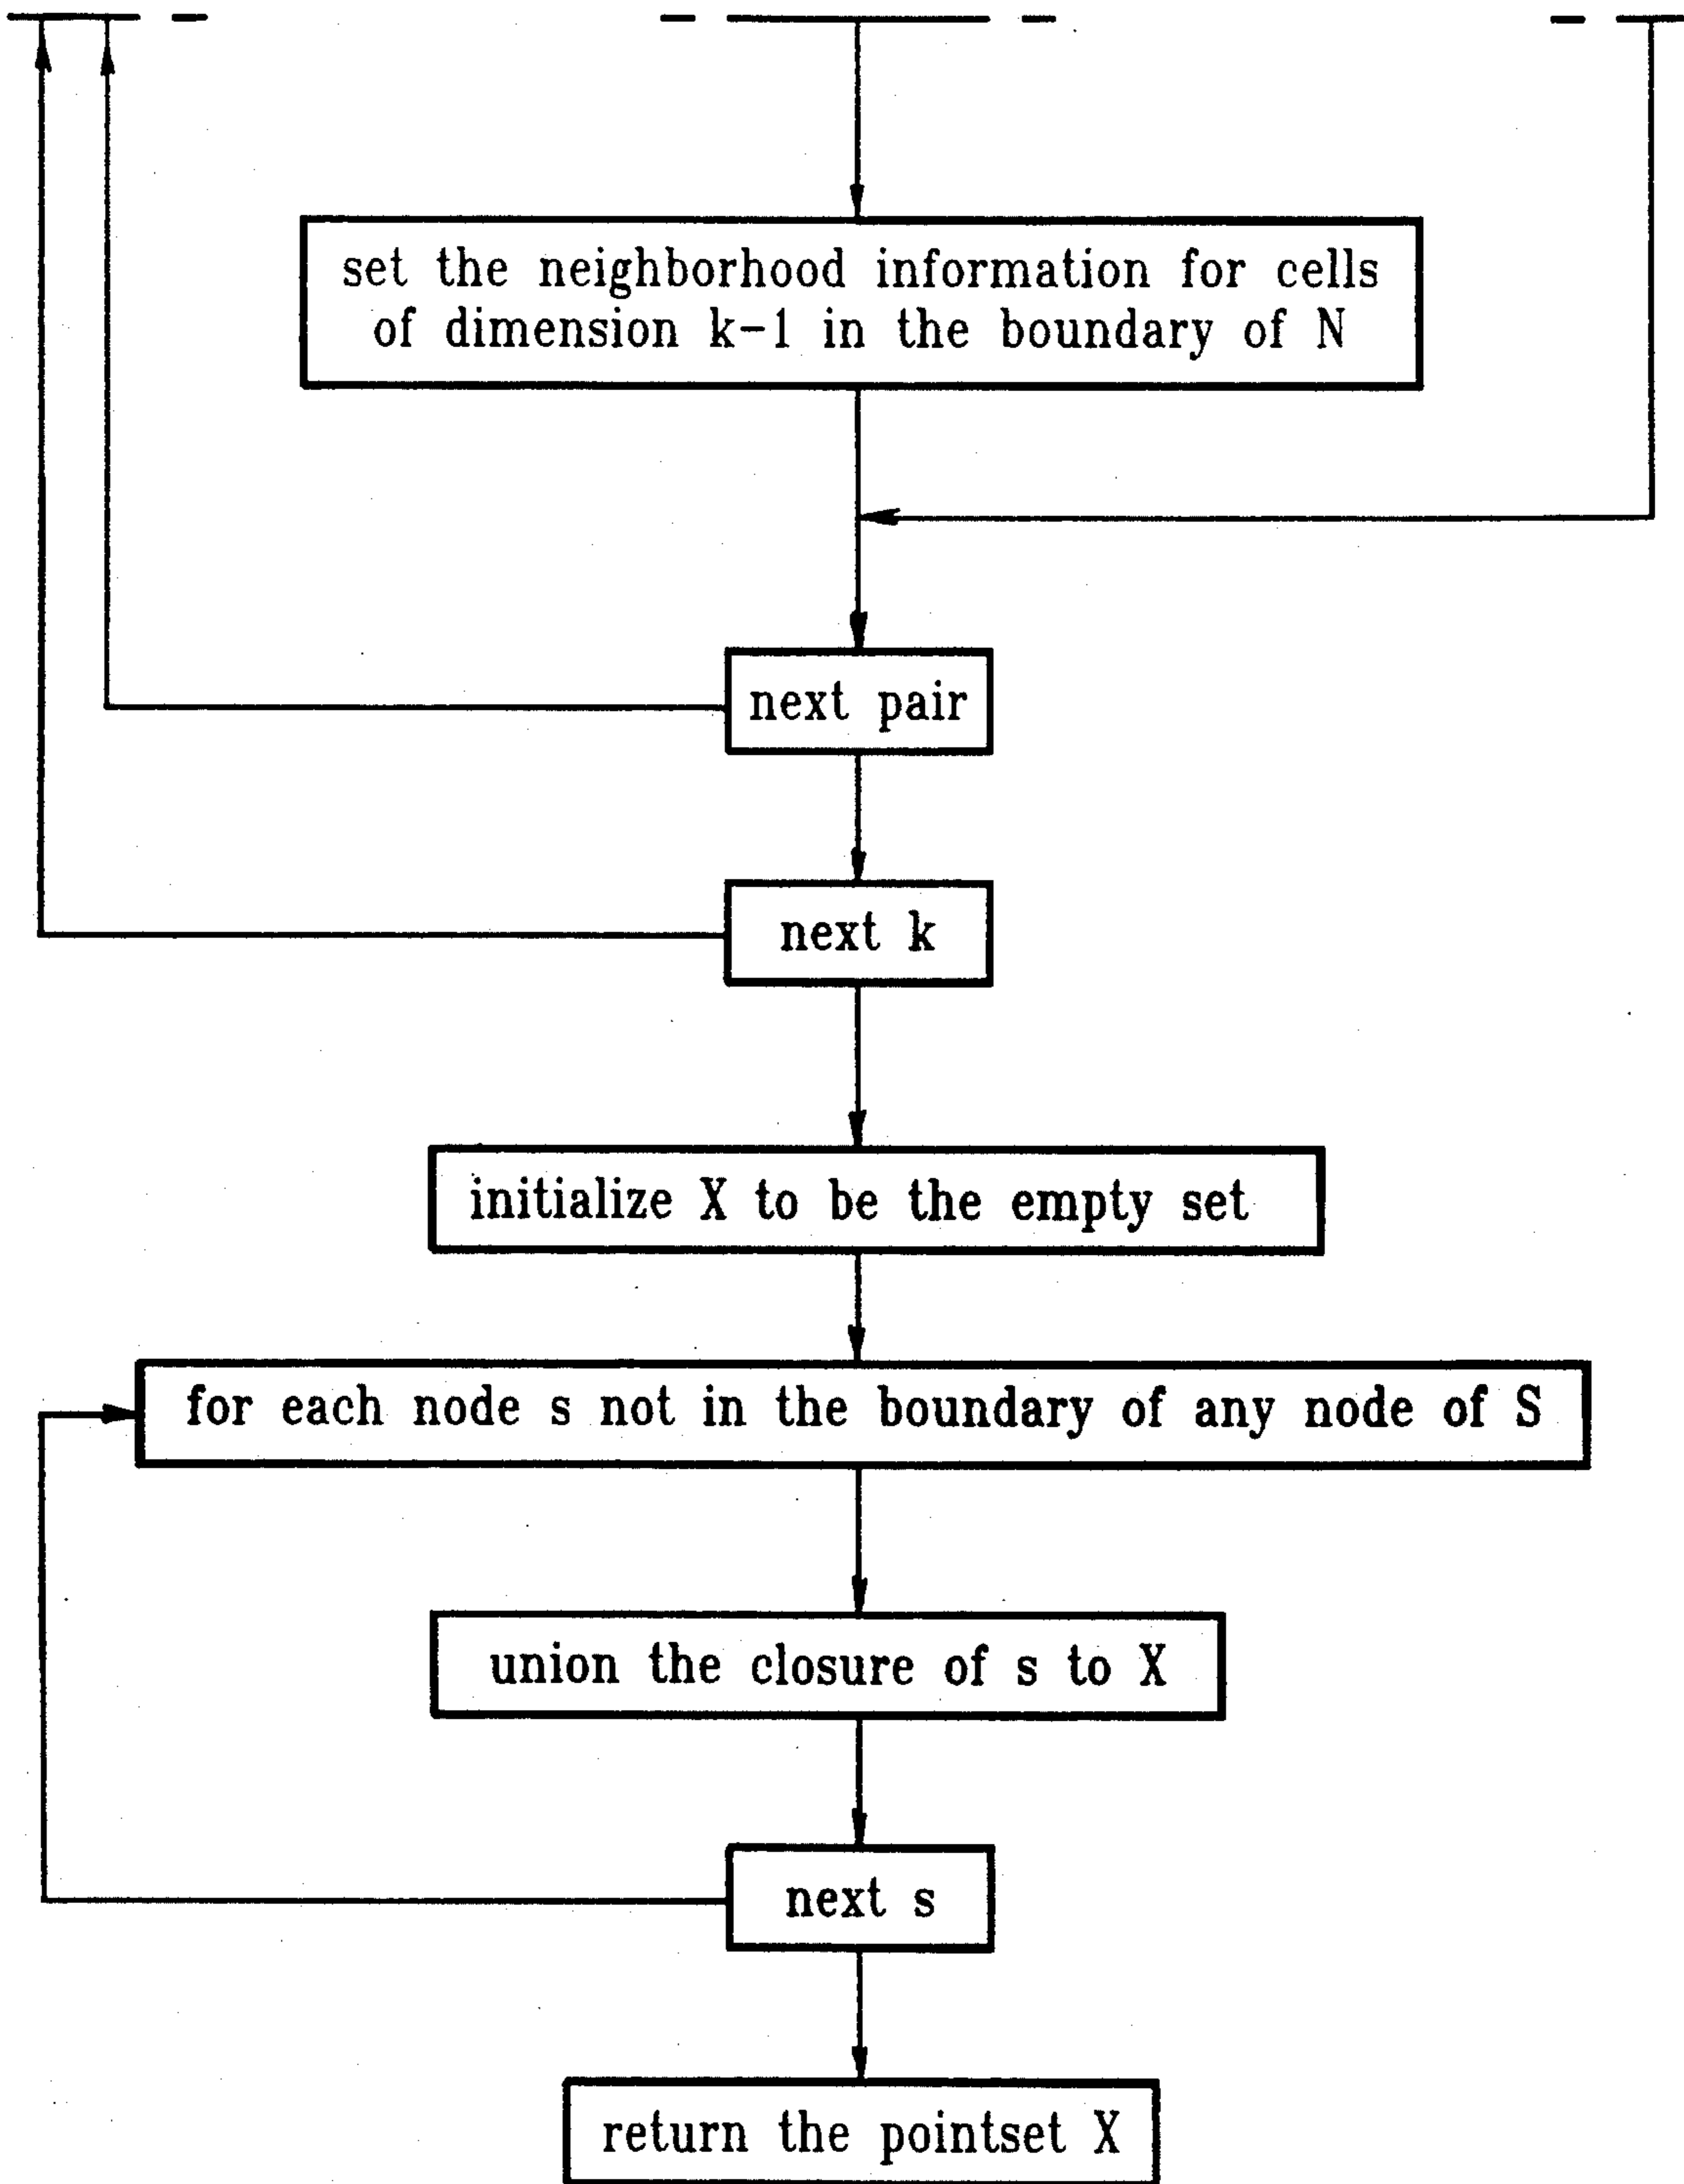 set the neighborhood information for cells
of dimension k-1 in the boundary of N
next pair
next k
initialize X to be the empty set
for each node s not in the boundary of any node of S
union the closure of s to X
next s
return the pointset X